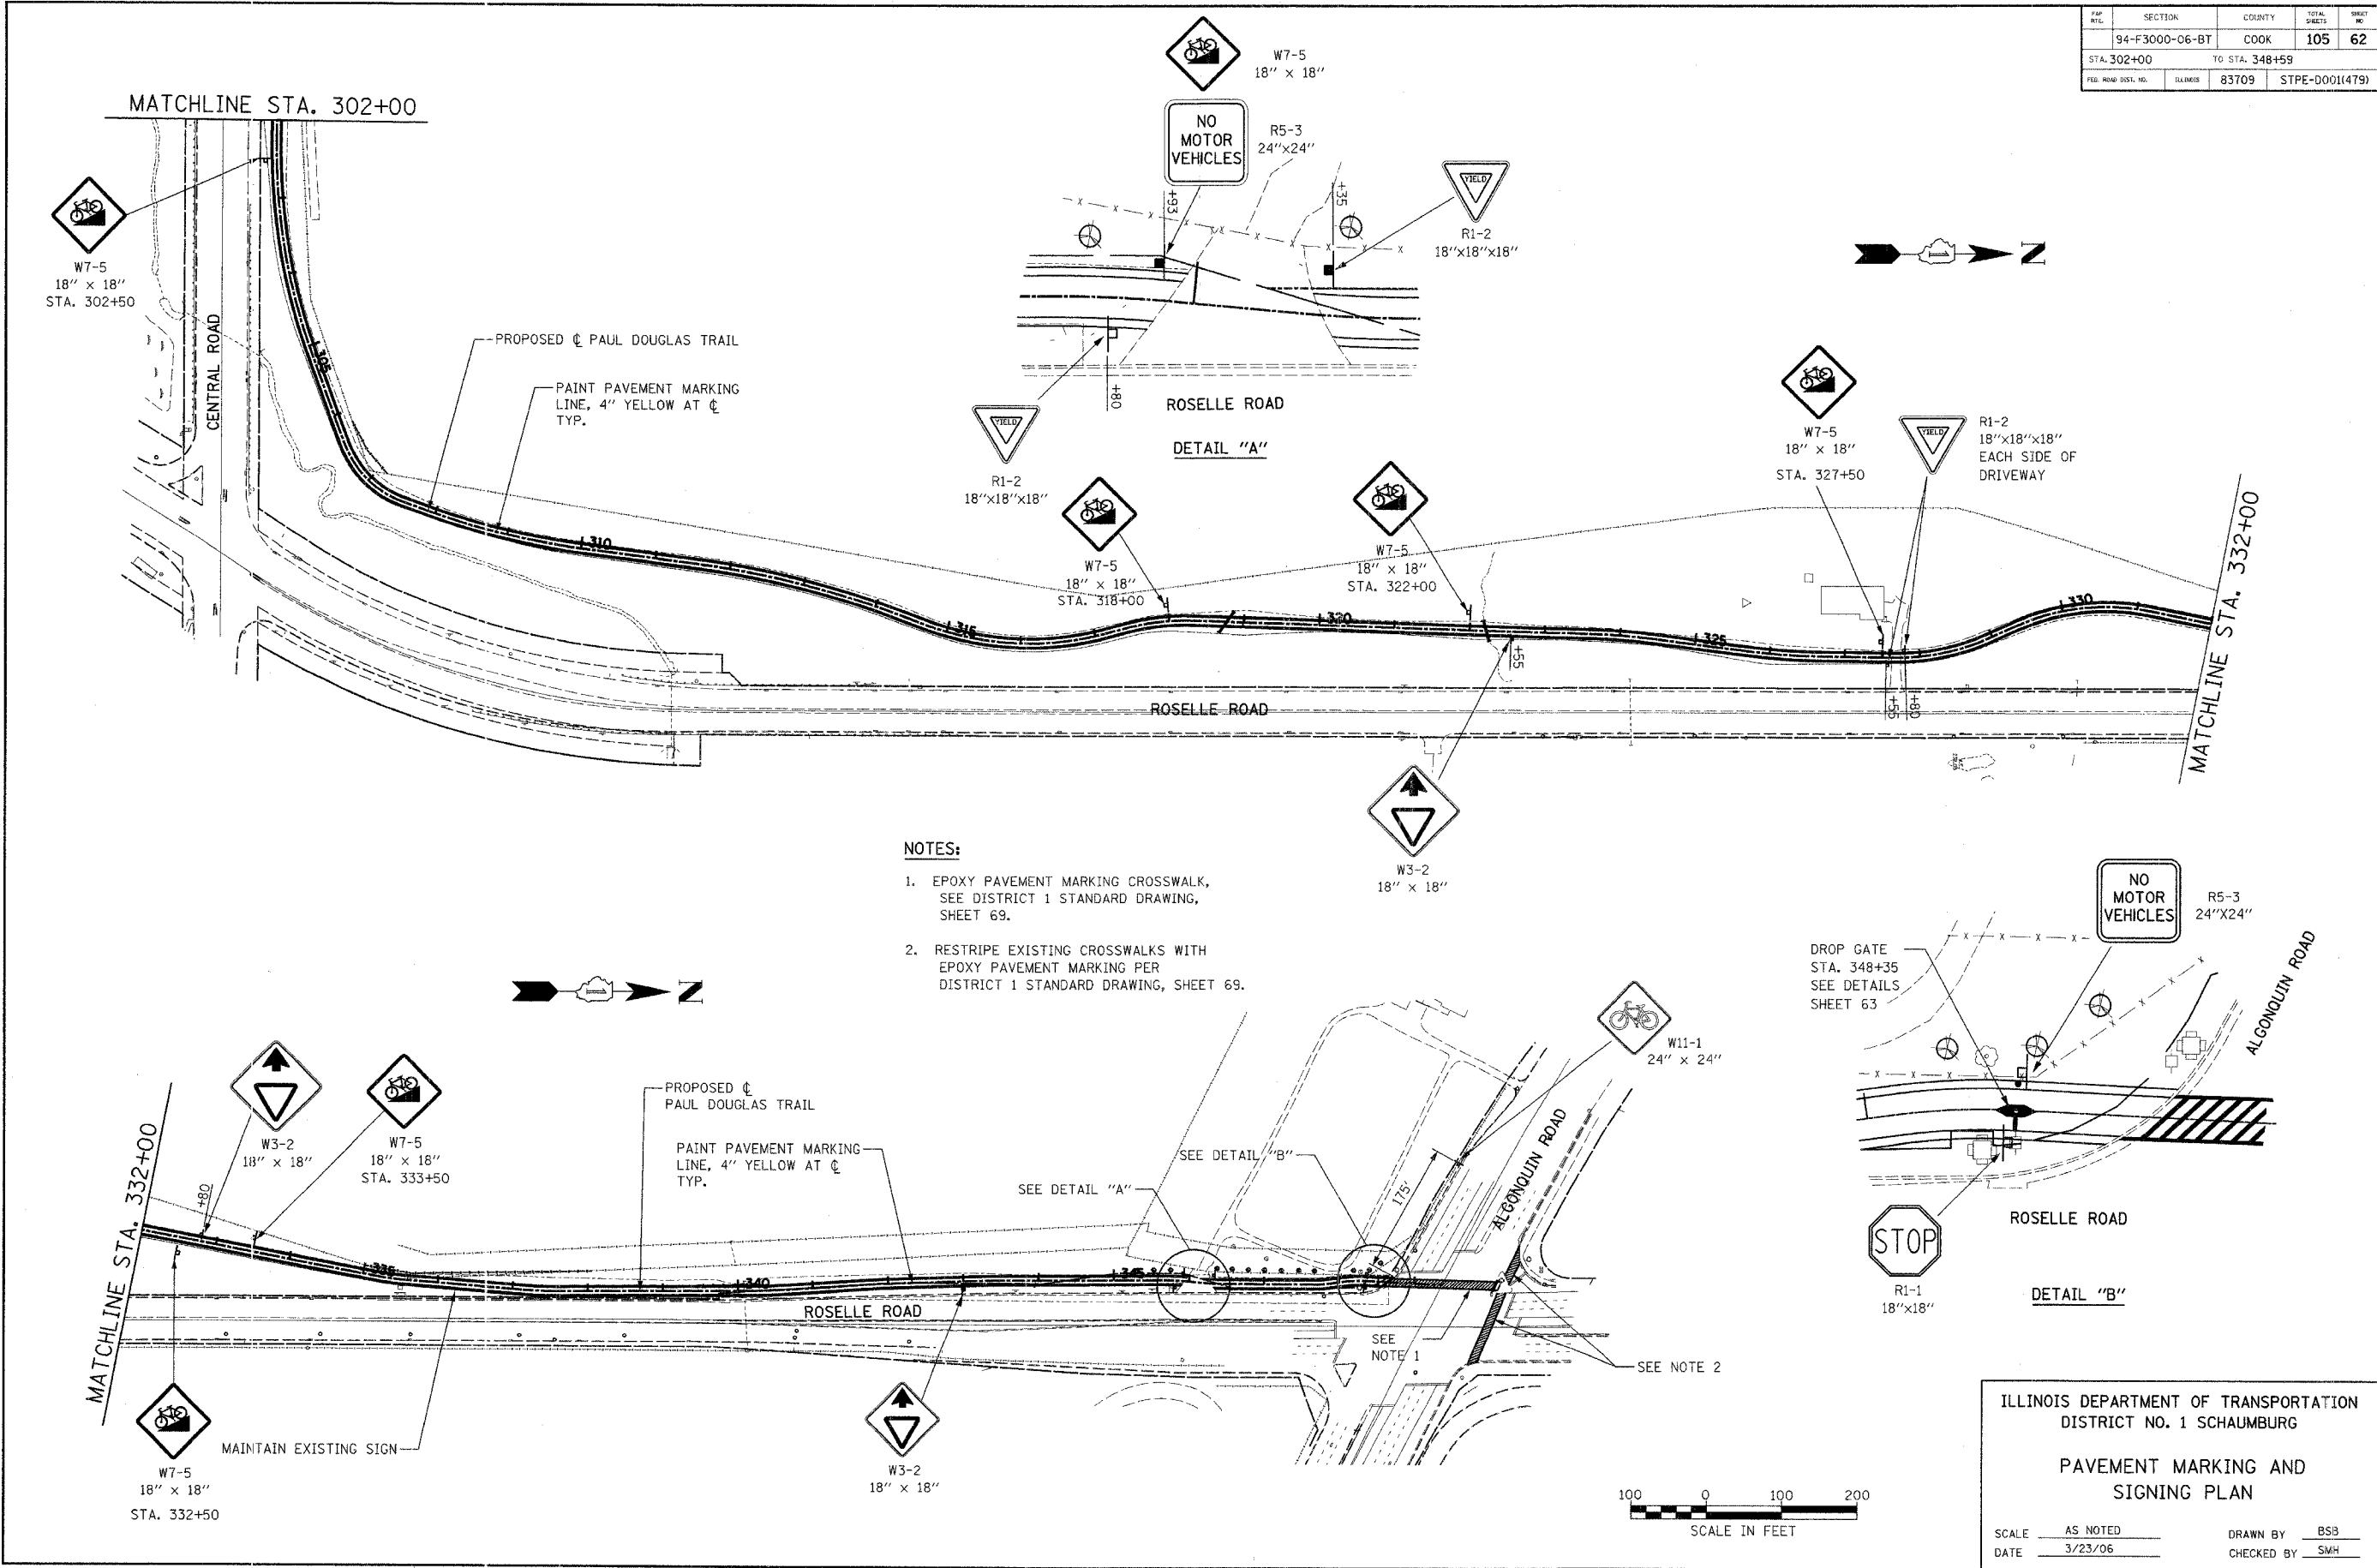 FAP RTE.
SECTION
COUNTY
TOTAL SHEETS
SHEET NO
94-F3000-06-BT
COOK
105
62
STA. 302+00 TO STA. 348+59
FED. ROAD DIST. NO.
ILLINOIS
83709
STPE-D001(479)
MATCHLINE STA. 302+00
W7-5
18" x 18"
NO
MOTOR
VEHICLES
R5-3
24"x24"
+93
+35
YIELD
R1-2
18"x18"x18"
+80
YIELD
R1-2
18"x18"x18"
ROSELLE ROAD
DETAIL "A"
N
W7-5
18" x 18"
STA. 302+50
CENTRAL ROAD
305
PROPOSED ℄ PAUL DOUGLAS TRAIL
PAINT PAVEMENT MARKING
LINE, 4" YELLOW AT ℄
TYP.
310
315
W7-5
18" x 18"
STA. 318+00
320
W7-5
18" x 18"
STA. 322+00
+55
325
W7-5
18" x 18"
STA. 327+50
YIELD
R1-2
18"x18"x18"
EACH SIDE OF
DRIVEWAY
+55
+80
330
MATCHLINE STA. 332+00
ROSELLE ROAD
W3-2
18" x 18"
NOTES:
1. EPOXY PAVEMENT MARKING CROSSWALK,
SEE DISTRICT 1 STANDARD DRAWING,
SHEET 69.
2. RESTRIPE EXISTING CROSSWALKS WITH
EPOXY PAVEMENT MARKING PER
DISTRICT 1 STANDARD DRAWING, SHEET 69.
N
MATCHLINE STA. 332+00
W3-2
18" x 18"
+80
W7-5
18" x 18"
STA. 333+50
335
PROPOSED ℄
PAUL DOUGLAS TRAIL
PAINT PAVEMENT MARKING
LINE, 4" YELLOW AT ℄
TYP.
340
SEE DETAIL "A"
345
SEE DETAIL "B"
175'
W11-1
24" x 24"
ALGONQUIN ROAD
ROSELLE ROAD
SEE
NOTE 1
SEE NOTE 2
W7-5
18" x 18"
STA. 332+50
MAINTAIN EXISTING SIGN
W3-2
18" x 18"
NO
MOTOR
VEHICLES
R5-3
24"X24"
DROP GATE
STA. 348+35
SEE DETAILS
SHEET 63
ALGONQUIN ROAD
STOP
R1-1
18"x18"
ROSELLE ROAD
DETAIL "B"
100 0 100 200
SCALE IN FEET
ILLINOIS DEPARTMENT OF TRANSPORTATION
DISTRICT NO. 1 SCHAUMBURG
PAVEMENT MARKING AND
SIGNING PLAN
SCALE AS NOTED
DATE 3/23/06
DRAWN BY BSB
CHECKED BY SMH